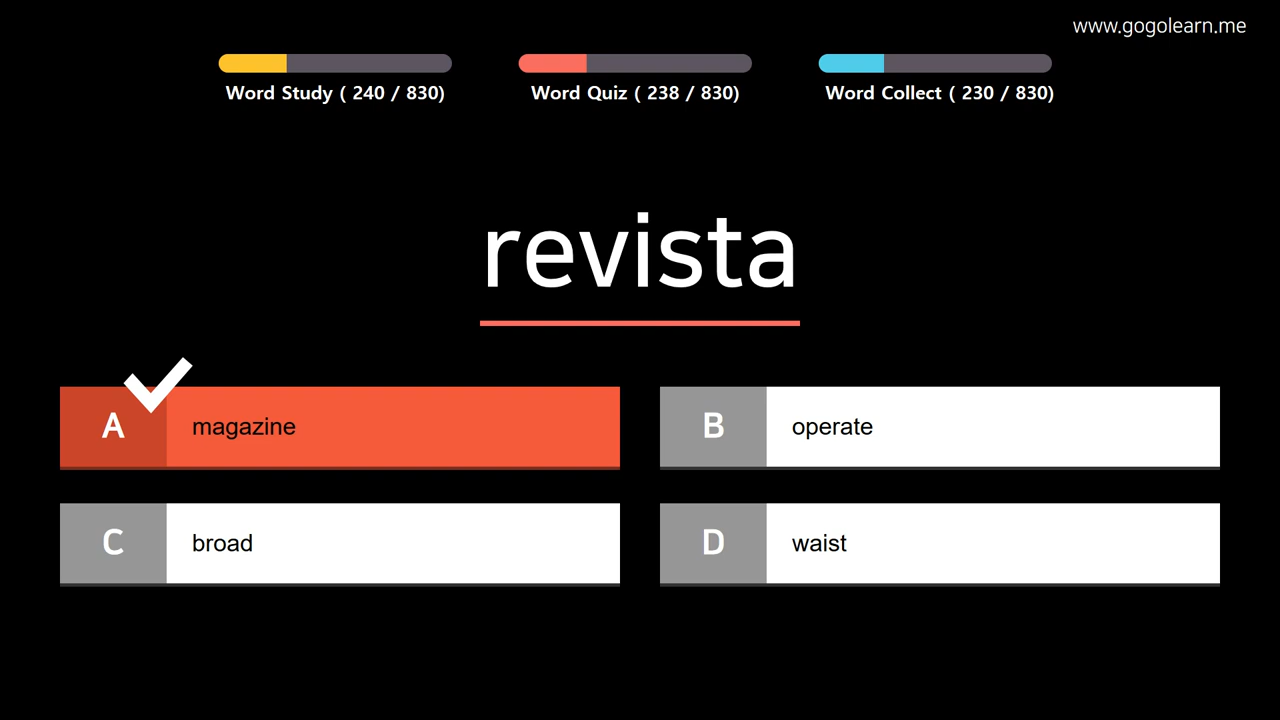 www.gogolearn.me
Word Study ( 240 / 830)
Word Quiz ( 238 / 830)
Word Collect ( 230 / 830)
revista
A magazine
B operate
C broad
D waist